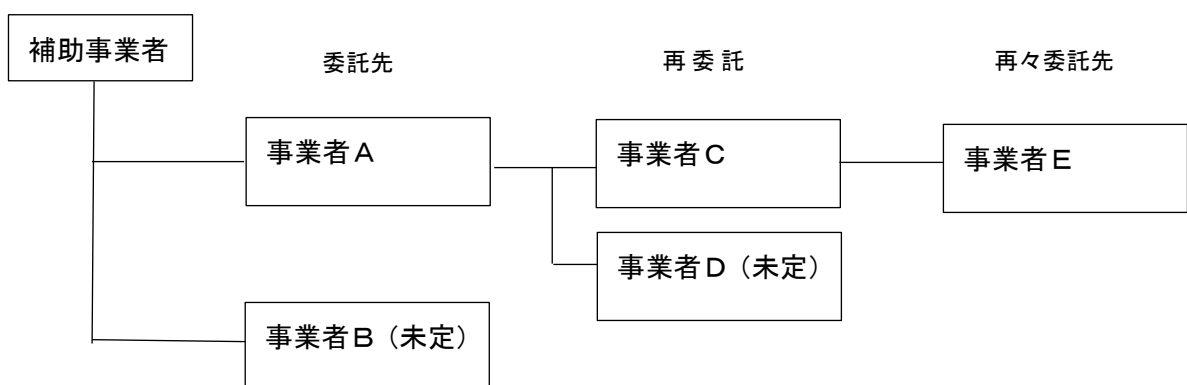 補助事業者
委託先
再委託
再々委託先
事業者A
事業者C
事業者E
事業者D（未定）
事業者B（未定）